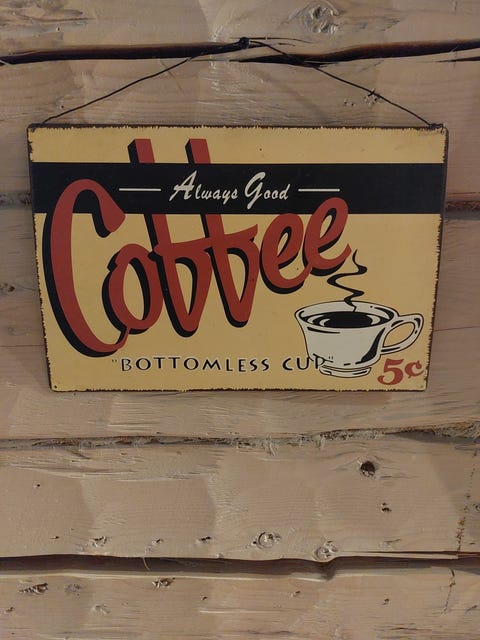 Always Good
Coffee
"BOTTOMLESS CUP"
5¢